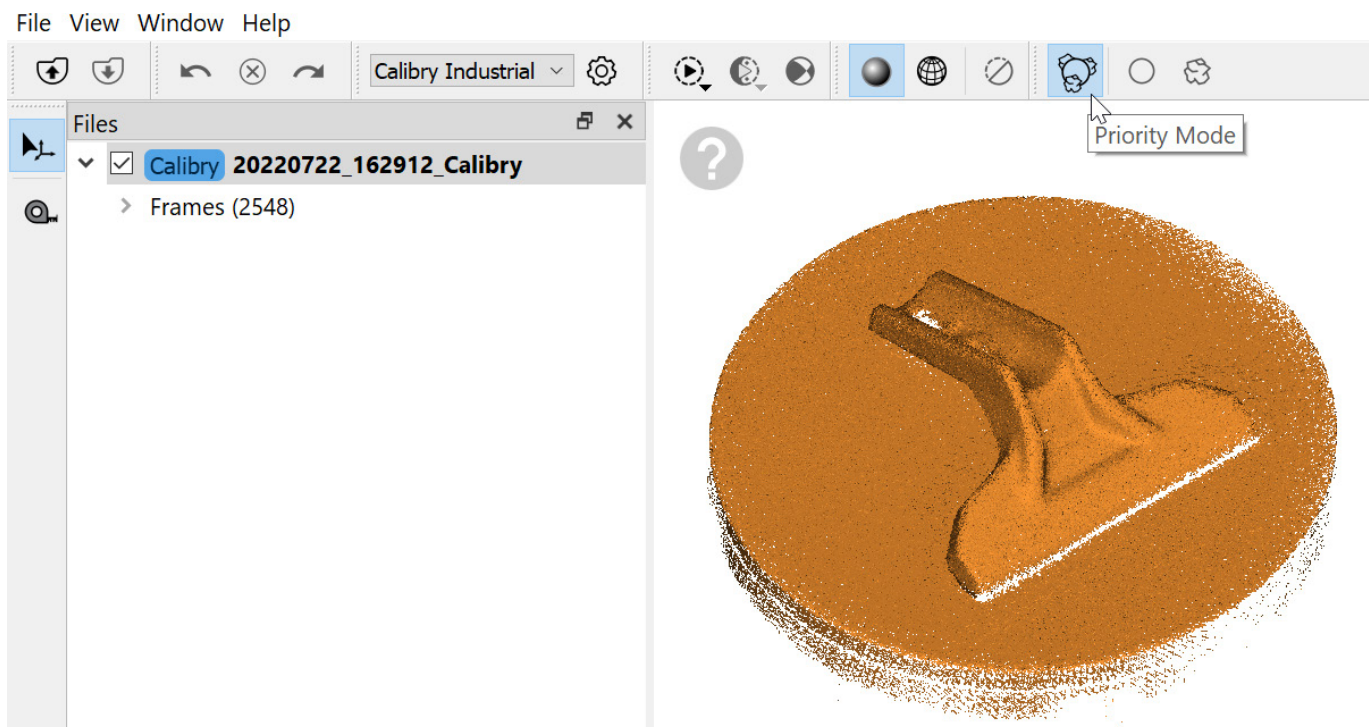 File View Window Help
Calibry Industrial
Files
Priority Mode
Calibry 20220722_162912_Calibry
Frames (2548)
?